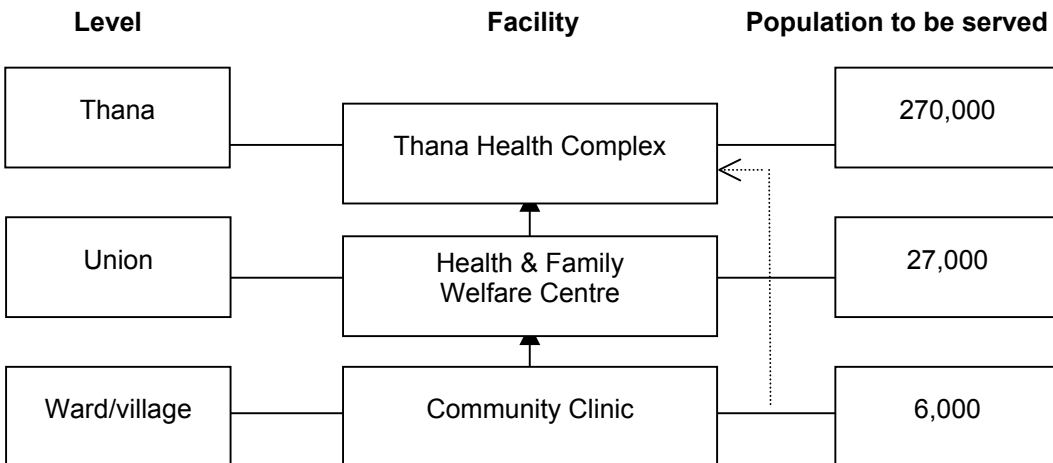 Level Facility Population to be served
Thana Thana Health Complex 270,000
Union Health & Family
Welfare Centre 27,000
Ward/village Community Clinic 6,000